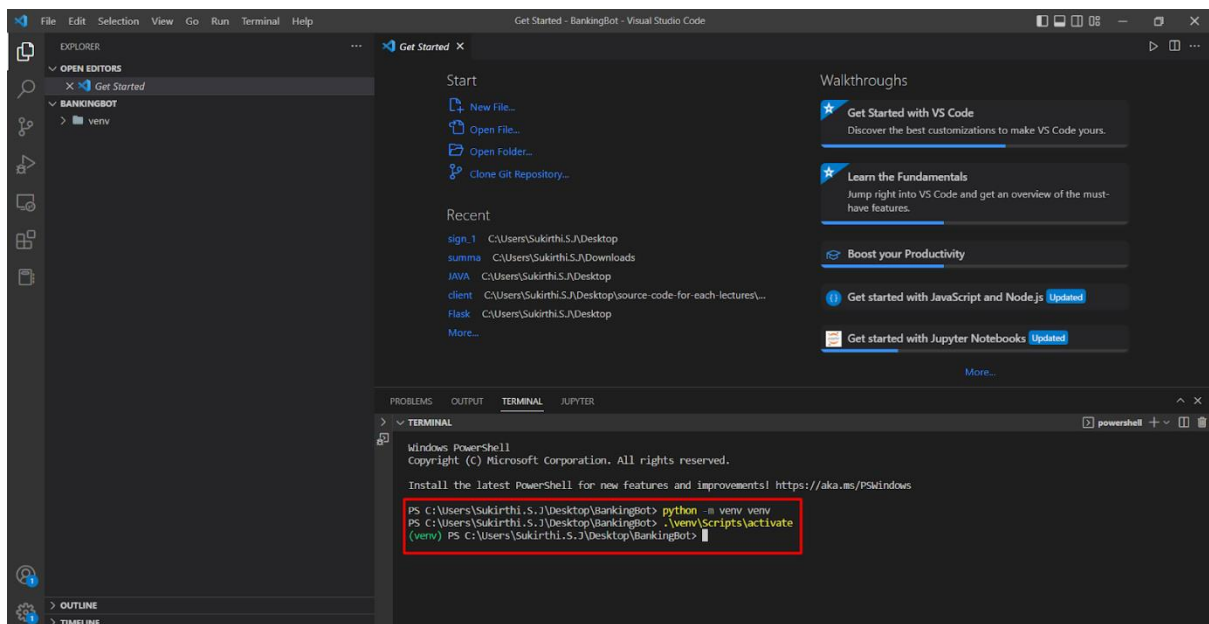 File Edit Selection View Go Run Terminal Help
Get Started - BankingBot - Visual Studio Code
EXPLORER
OPEN EDITORS
Get Started
BANKINGBOT
venv
OUTLINE
TIMELINE
Get Started
Start
New File...
Open File...
Open Folder...
Clone Git Repository...
Recent
sign_1 C:\Users\Sukirthi.S.J\Desktop
summa C:\Users\Sukirthi.S.J\Downloads
JAVA C:\Users\Sukirthi.S.J\Desktop
client C:\Users\Sukirthi.S.J\Desktop\source-code-for-each-lectures\...
Flask C:\Users\Sukirthi.S.J\Desktop
More...
Walkthroughs
Get Started with VS Code
Discover the best customizations to make VS Code yours.
Learn the Fundamentals
Jump right into VS Code and get an overview of the must-
have features.
Boost your Productivity
Get started with JavaScript and Node.js Updated
Get started with Jupyter Notebooks Updated
More...
PROBLEMS OUTPUT TERMINAL JUPYTER
TERMINAL
powershell
Windows PowerShell
Copyright (C) Microsoft Corporation. All rights reserved.
Install the latest PowerShell for new features and improvements! https://aka.ms/PSWindows
PS C:\Users\Sukirthi.S.J\Desktop\BankingBot> python -m venv venv
PS C:\Users\Sukirthi.S.J\Desktop\BankingBot> .\venv\Scripts\activate
(venv) PS C:\Users\Sukirthi.S.J\Desktop\BankingBot>
1
1